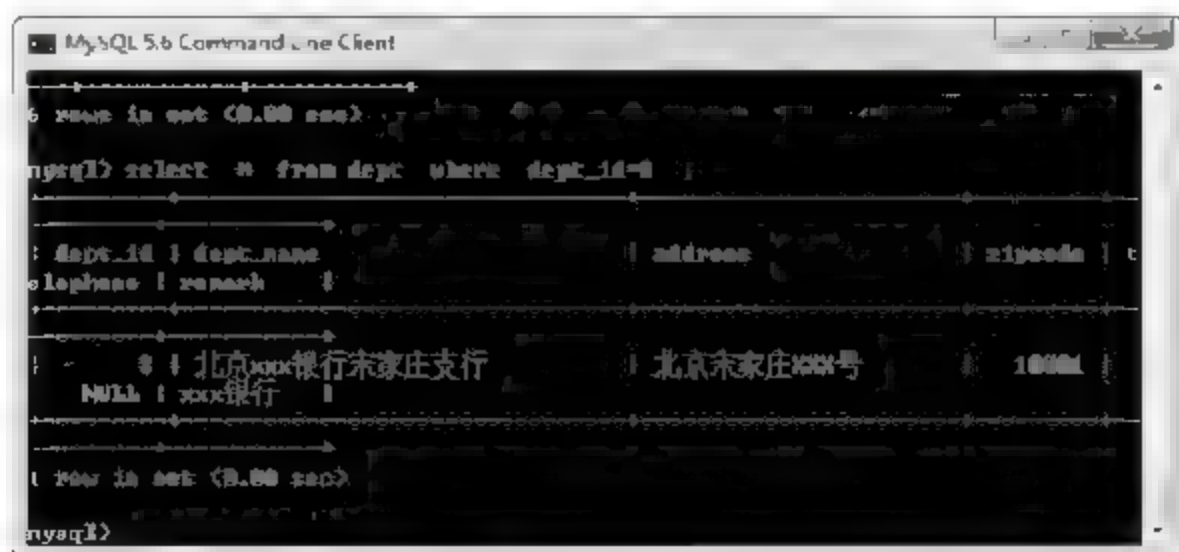 MySQL 5.6 Command Line Client
6 rows in set (0.00 sec)
mysql> select * from dept where dept_id=
| dept_id | dept_name | address | zipcode | t
elephone | remark |
| | 北京xxx银行宋家庄支行 | 北京宋家庄xxx号 |
NULL | xxx银行 |
1 row in set (0.00 sec)
mysql>